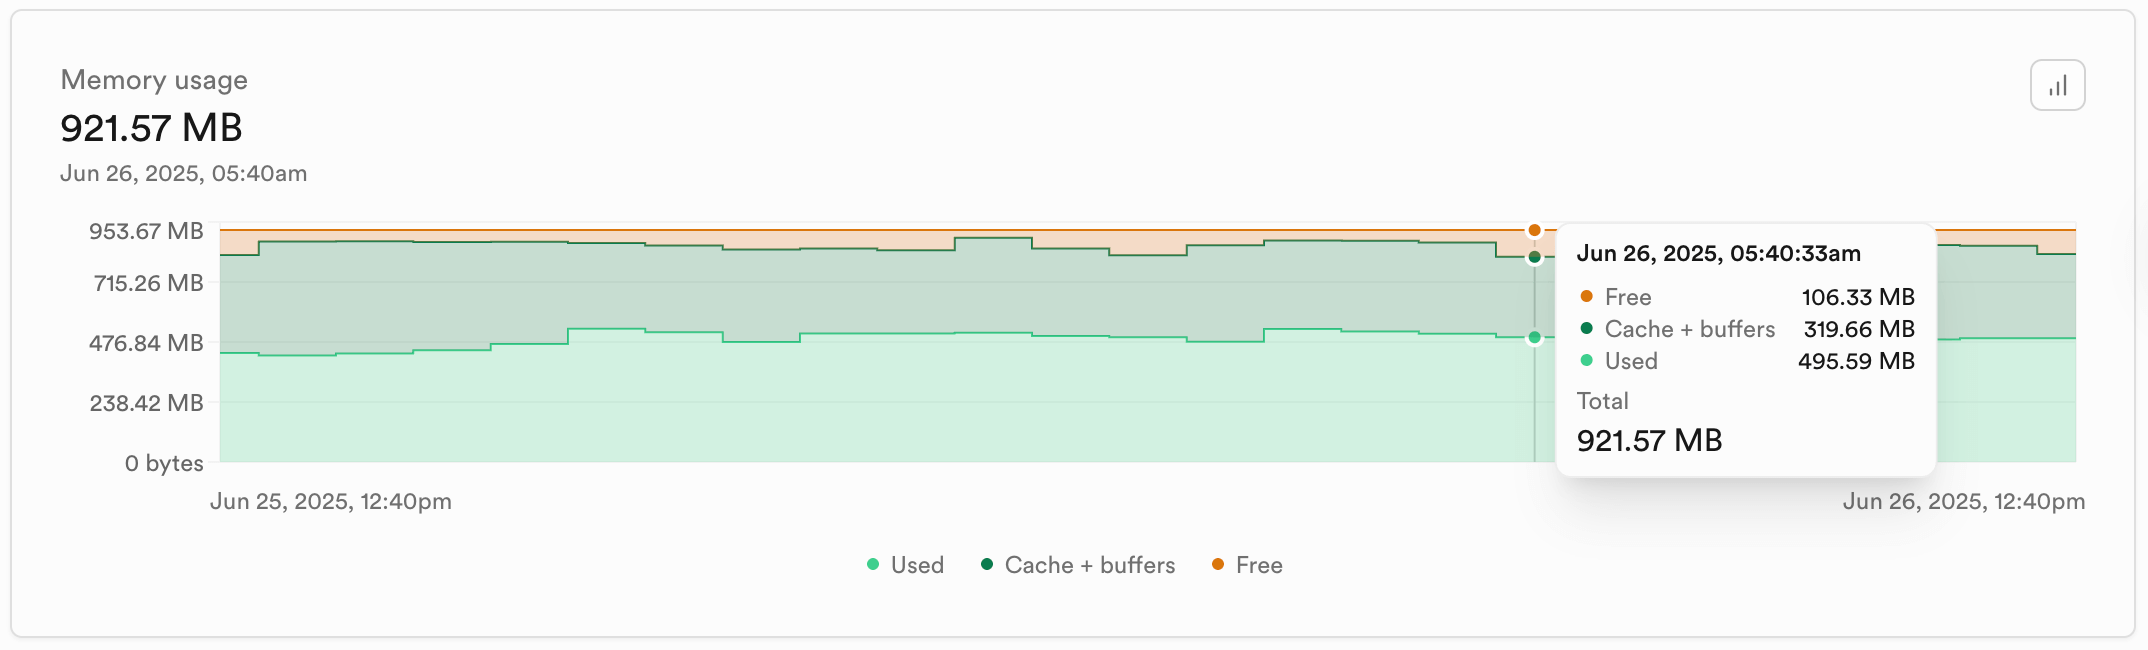 Memory usage
921.57 MB
Jun 26, 2025, 05:40am
953.67 MB
715.26 MB
476.84 MB
238.42 MB
0 bytes
Jun 26, 2025, 05:40:33am
Free 106.33 MB
Cache + buffers 319.66 MB
Used 495.59 MB
Total
921.57 MB
Jun 25, 2025, 12:40pm
Jun 26, 2025, 12:40pm
Used Cache + buffers Free